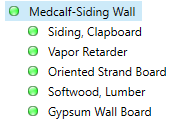 Medcalf-Siding Wall
Siding, Clapboard
Vapor Retarder
Oriented Strand Board
Softwood, Lumber
Gypsum Wall Board